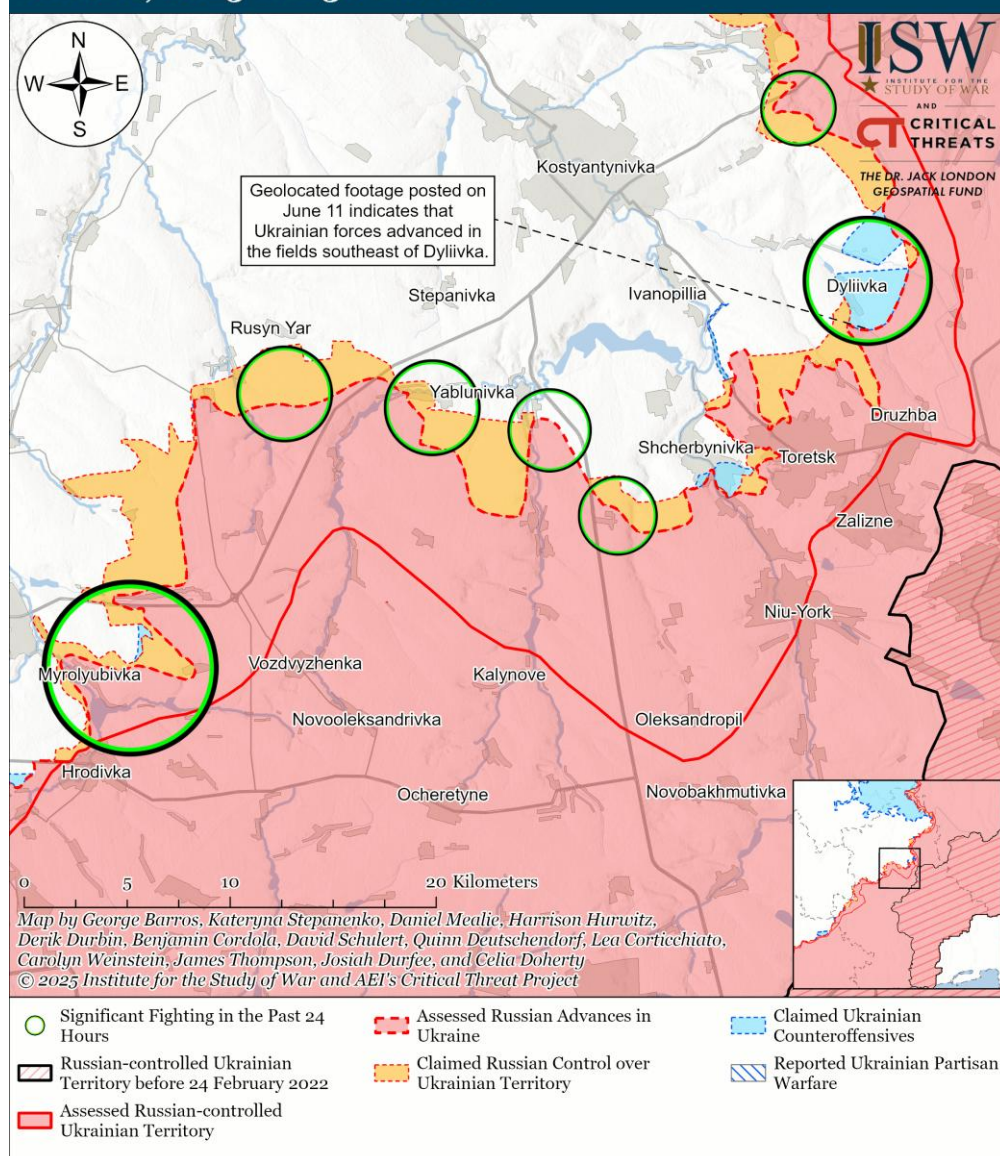 N
W E
S
ISW
INSTITUTE FOR THE
STUDY OF WAR
AND
CT CRITICAL
THREATS
THE DR. JACK LONDON
GEOSPATIAL FUND
Kostyantynivka
Geolocated footage posted on
June 11 indicates that
Ukrainian forces advanced in
the fields southeast of Dyliivka.
Stepanivka
Ivanopillia
Dyliivka
Rusyn Yar
Yablunivka
Druzhba
Shcherbynivka
Toretsk
Zalizne
Niu-York
Myrolyubivka
Vozdvyzhenka
Kalynove
Novooleksandrivka
Oleksandropil
Hrodivka
Ocheretyne
Novobakhmutivka
0 5 10 20 Kilometers
Map by George Barros, Kateryna Stepanenko, Daniel Mealie, Harrison Hurwitz,
Derik Durbin, Benjamin Cordola, David Schulert, Quinn Deutschendorf, Lea Corticchiato,
Carolyn Weinstein, James Thompson, Josiah Durfee, and Celia Doherty
© 2025 Institute for the Study of War and AEI's Critical Threat Project
Significant Fighting in the Past 24
Hours
Russian-controlled Ukrainian
Territory before 24 February 2022
Assessed Russian-controlled
Ukrainian Territory
Assessed Russian Advances in
Ukraine
Claimed Russian Control over
Ukrainian Territory
Claimed Ukrainian
Counteroffensives
Reported Ukrainian Partisan
Warfare